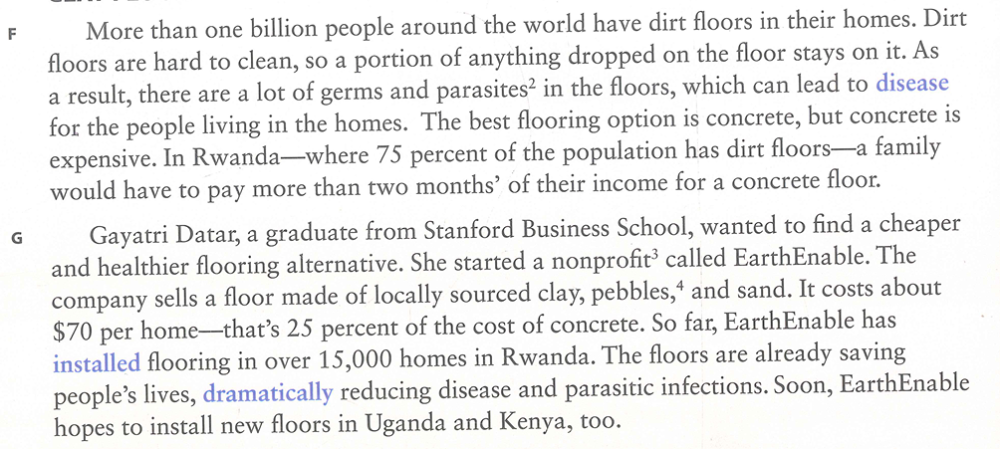 F More than one billion people around the world have dirt floors in their homes. Dirt
floors are hard to clean, so a portion of anything dropped on the floor stays on it. As
a result, there are a lot of germs and parasites² in the floors, which can lead to disease
for the people living in the homes. The best flooring option is concrete, but concrete is
expensive. In Rwanda—where 75 percent of the population has dirt floors—a family
would have to pay more than two months' of their income for a concrete floor.
G Gayatri Datar, a graduate from Stanford Business School, wanted to find a cheaper
and healthier flooring alternative. She started a nonprofit³ called EarthEnable. The
company sells a floor made of locally sourced clay, pebbles,⁴ and sand. It costs about
$70 per home—that's 25 percent of the cost of concrete. So far, EarthEnable has
installed flooring in over 15,000 homes in Rwanda. The floors are already saving
people's lives, dramatically reducing disease and parasitic infections. Soon, EarthEnable
hopes to install new floors in Uganda and Kenya, too.